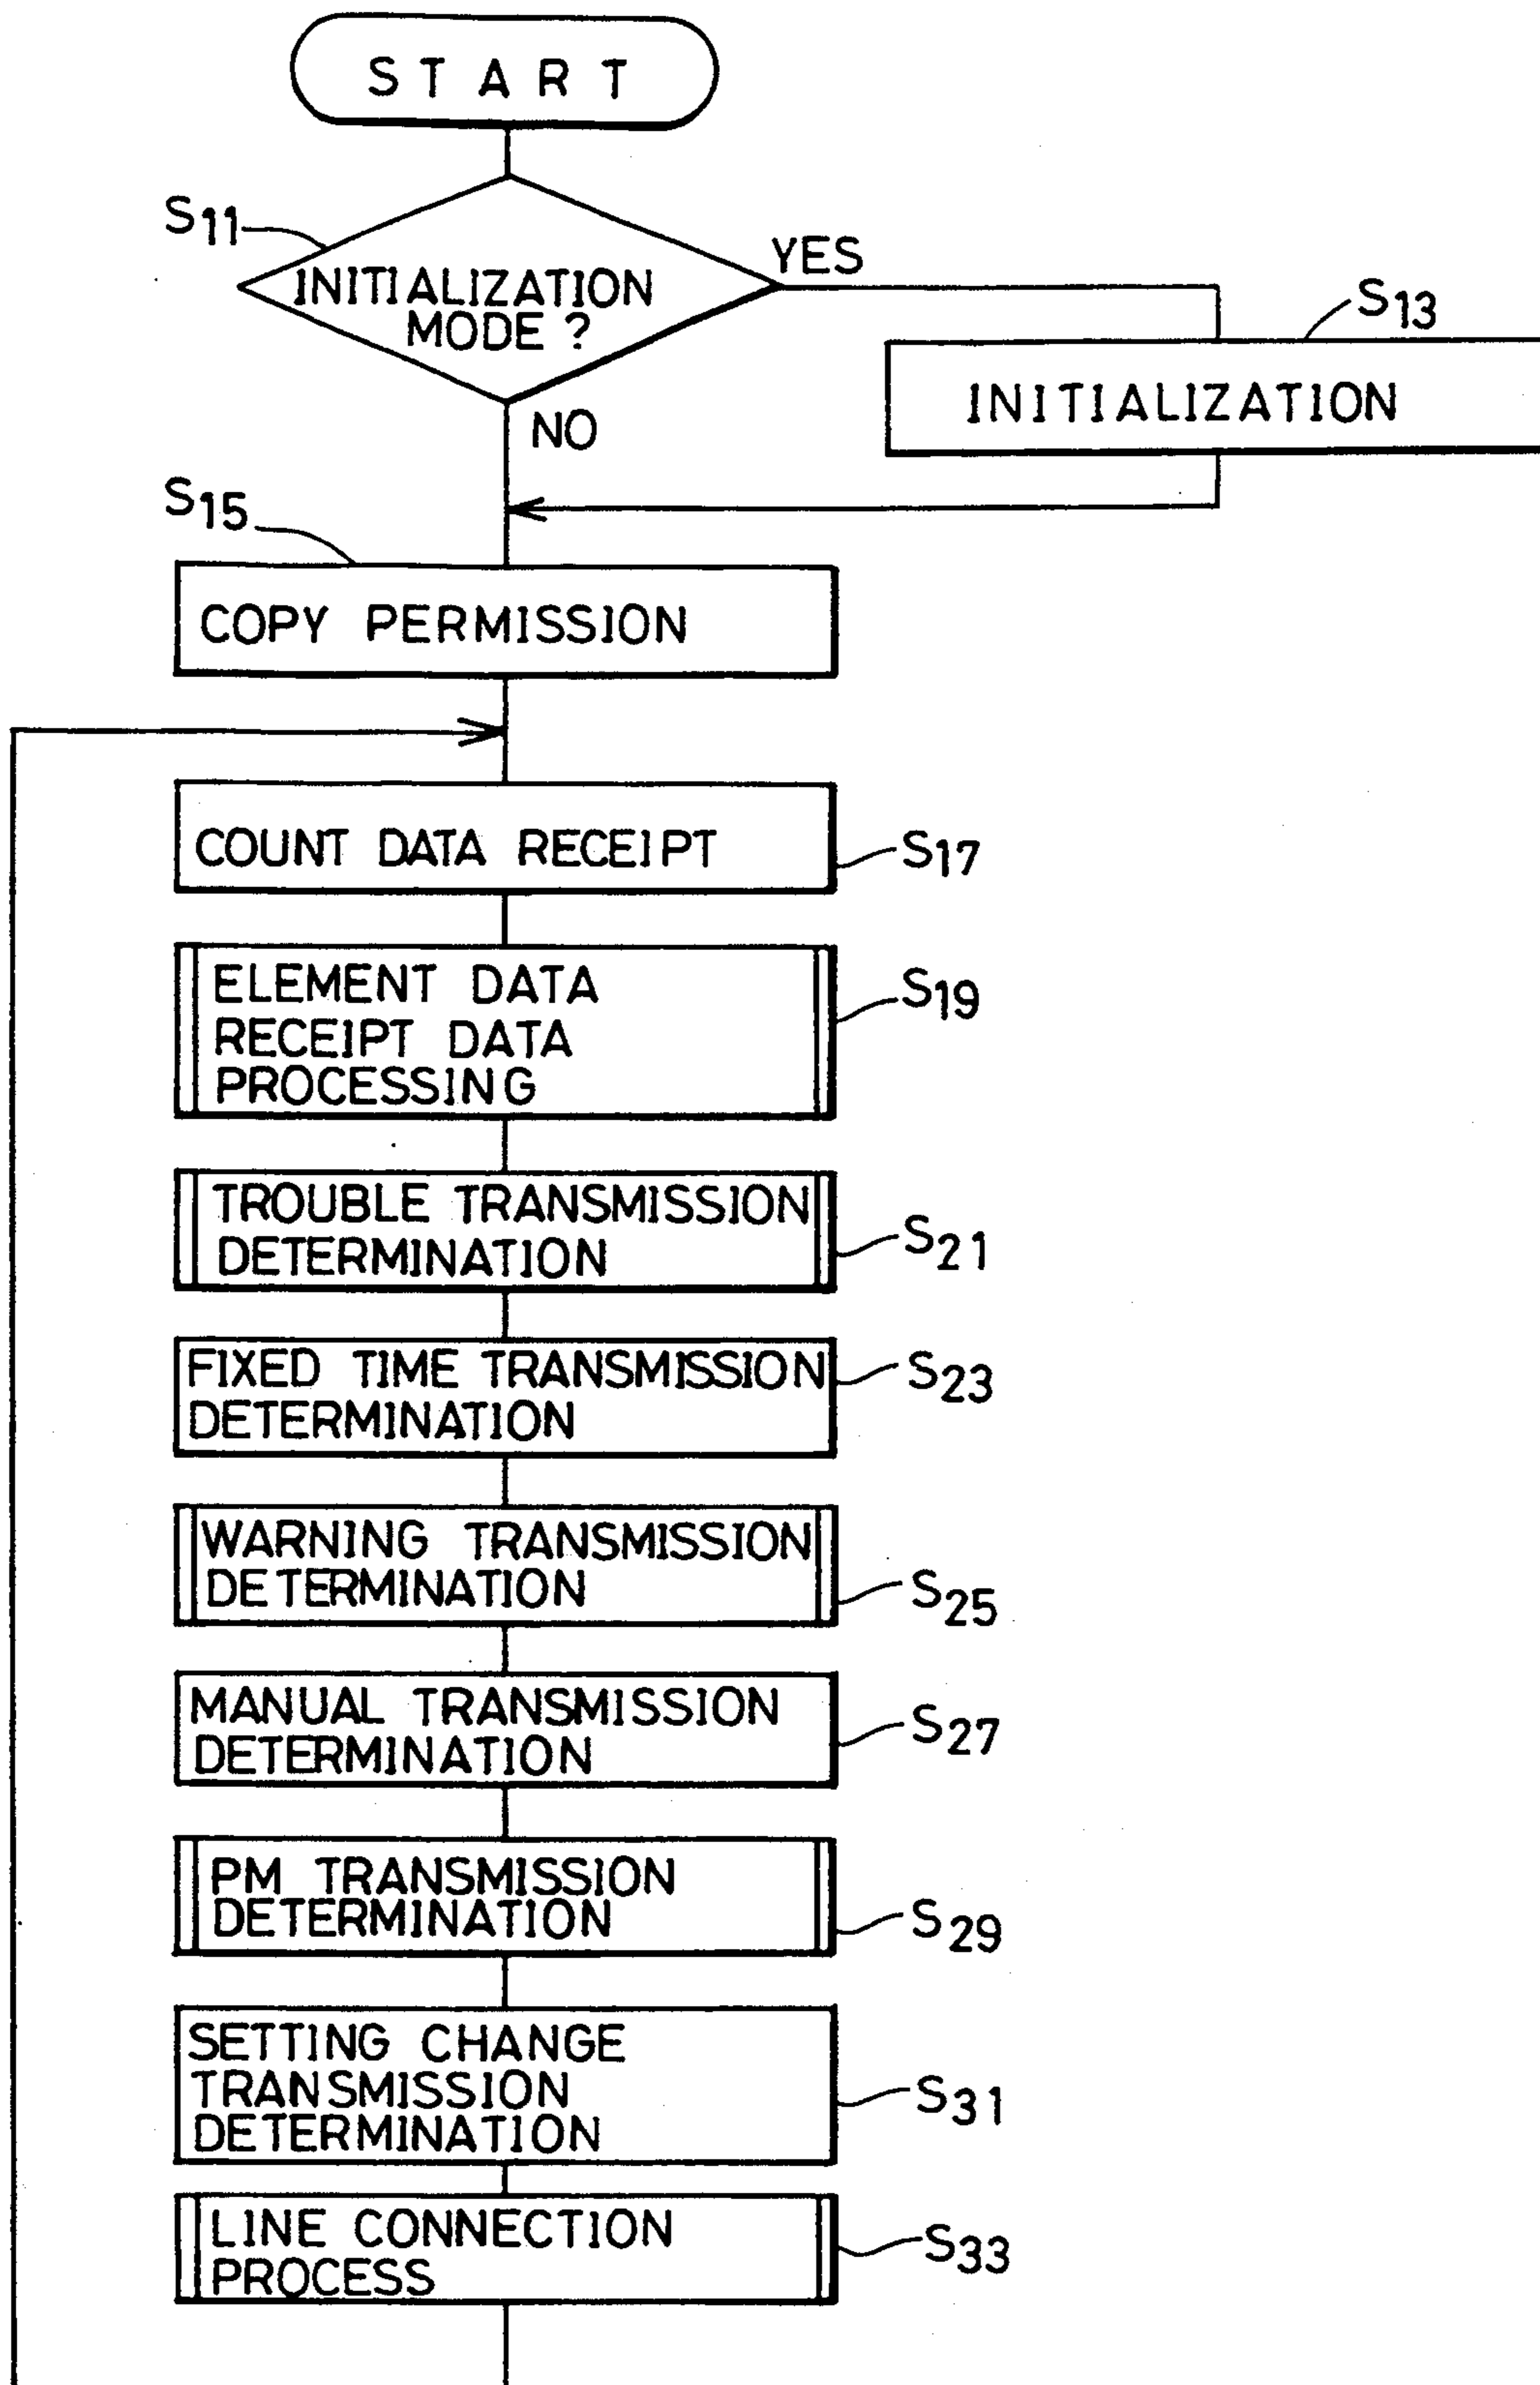 START
S11
INITIALIZATION
MODE ?
YES
S13
INITIALIZATION
NO
S15
COPY PERMISSION
COUNT DATA RECEIPT
S17
ELEMENT DATA
RECEIPT DATA
PROCESSING
S19
TROUBLE TRANSMISSION
DETERMINATION
S21
FIXED TIME TRANSMISSION
DETERMINATION
S23
WARNING TRANSMISSION
DETERMINATION
S25
MANUAL TRANSMISSION
DETERMINATION
S27
PM TRANSMISSION
DETERMINATION
S29
SETTING CHANGE
TRANSMISSION
DETERMINATION
S31
LINE CONNECTION
PROCESS
S33